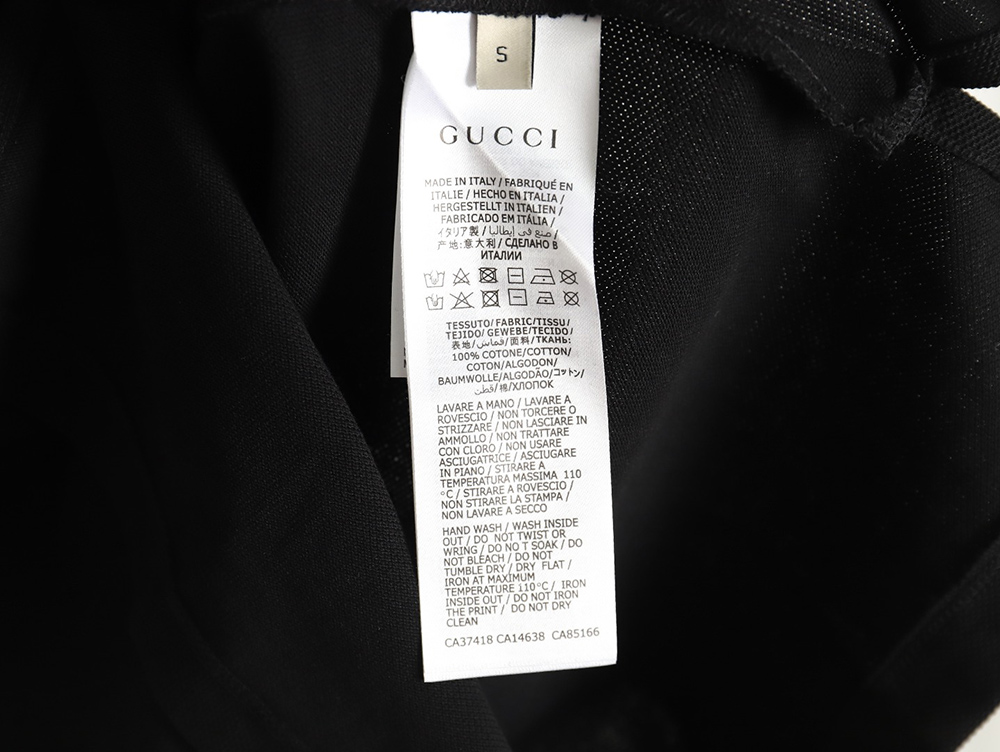 S
GUCCI
MADE IN ITALY / FABRIQUÉ EN
ITALIE / HECHO EN ITALIA /
HERGESTELLT IN ITALIEN /
FABRICADO EM ITÁLIA /
イタリア製 / صنع في إيطاليا /
产地:意大利 / СДЕЛАНО В
ИТАЛИИ
TESSUTO/ FABRIC/TISSU /
TEJIDO/ GEWEBE/TECIDO /
表地/قماش/面料/ТКАНЬ:
100% COTONE/COTTON/
COTON/ALGODON/
BAUMWOLLE/ALGODÃO/コットン/
قطن/棉/ХЛОПОК
LAVARE A MANO / LAVARE A
ROVESCIO / NON TORCERE O
STRIZZARE / NON LASCIARE IN
AMMOLLO / NON TRATTARE
CON CLORO / NON USARE
ASCIUGATRICE / ASCIUGARE
IN PIANO / STIRARE A
TEMPERATURA MASSIMA 110
°C / STIRARE A ROVESCIO /
NON STIRARE LA STAMPA /
NON LAVARE A SECCO
HAND WASH / WASH INSIDE
OUT / DO NOT TWIST OR
WRING / DO NO T SOAK / DO
NOT BLEACH / DO NOT
TUMBLE DRY / DRY FLAT /
IRON AT MAXIMUM
TEMPERATURE 110°C / IRON
INSIDE OUT / DO NOT IRON
THE PRINT / DO NOT DRY
CLEAN
CA37418 CA14638 CA85166